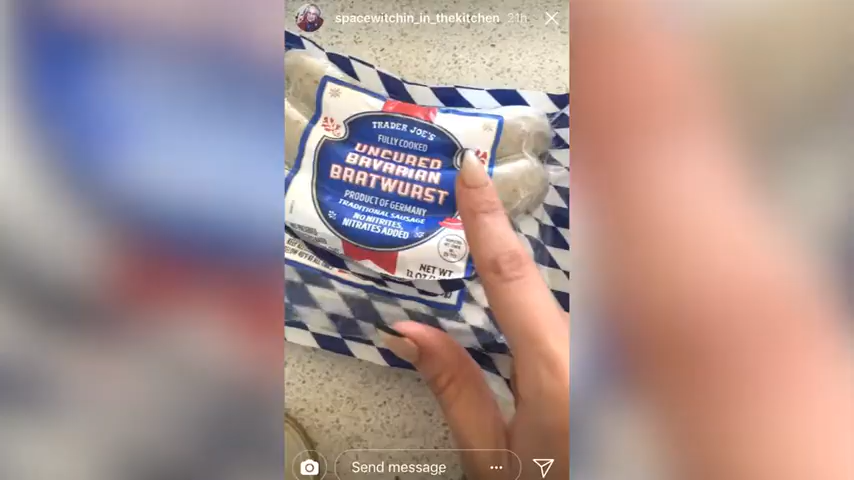 spacewitchin_in_thekitchen 21h
TRADER JOE'S
FULLY COOKED
UNCURED
BAVARIAN
BRATWURST
PRODUCT OF GERMANY
TRADITIONAL SAUSAGE
NO NITRITES,
NITRATES ADDED
NET WT
Send message